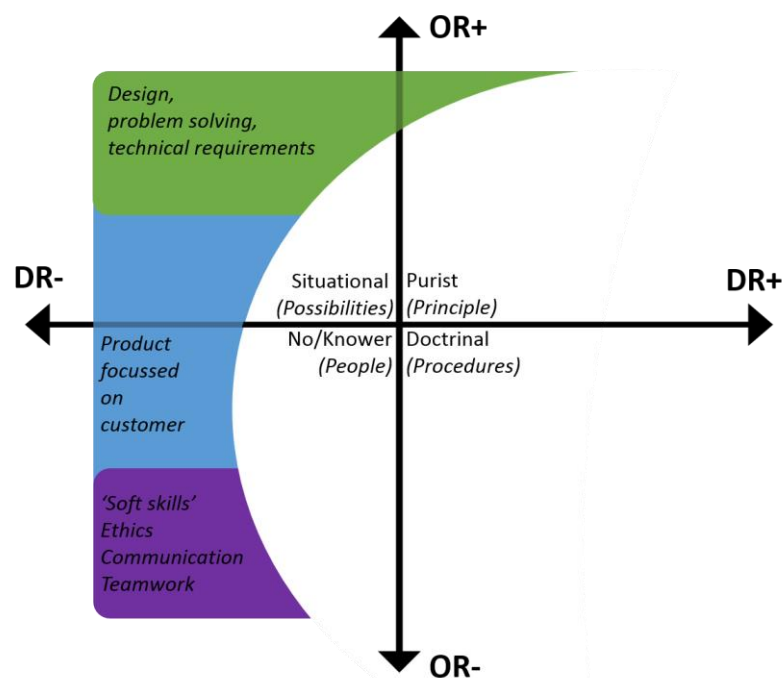 OR+
Design,
problem solving,
technical requirements
DR-
DR+
Situational
(Possibilities)
Purist
(Principle)
No/Knower
(People)
Doctrinal
(Procedures)
Product
focussed
on
customer
‘Soft skills’
Ethics
Communication
Teamwork
OR-